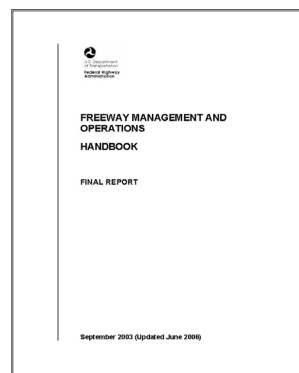 U.S. Department
of Transportation
Federal Highway
Administration
FREEWAY MANAGEMENT AND
OPERATIONS
HANDBOOK
FINAL REPORT
September 2003 (Updated June 2006)